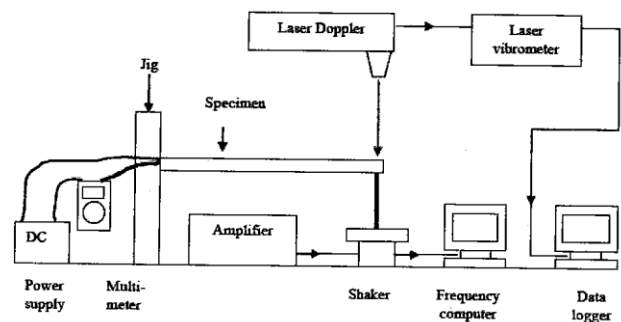 Laser Doppler
Laser
vibrometer
Jig
Specimen
DC
Amplifier
Power
supply
Multi-
meter
Shaker
Frequency
computer
Data
logger